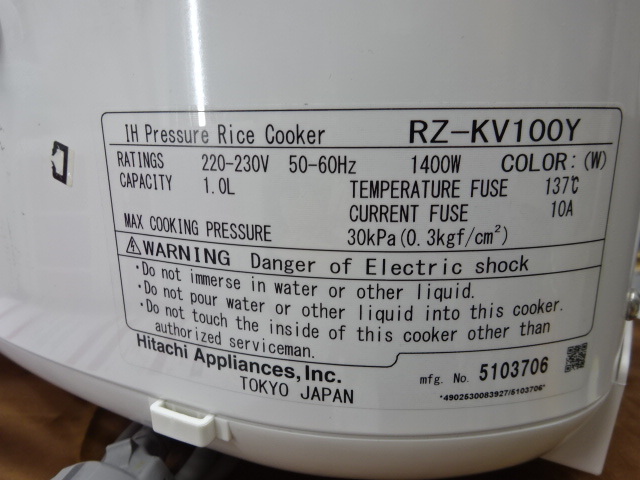 IH Pressure Rice Cooker RZ-KV100Y
RATINGS 220-230V 50-60Hz 1400W COLOR:(W)
CAPACITY 1.0L TEMPERATURE FUSE 137℃
CURRENT FUSE 10A
MAX COOKING PRESSURE 30kPa(0.3kgf/cm²)
⚠WARNING Danger of Electric shock
・Do not immerse in water or other liquid.
・Do not pour water or other liquid into this cooker.
・Do not touch the inside of this cooker other than
authorized serviceman.
Hitachi Appliances, Inc.
TOKYO JAPAN
mfg. No. 5103706
*4902530083927/5103706*